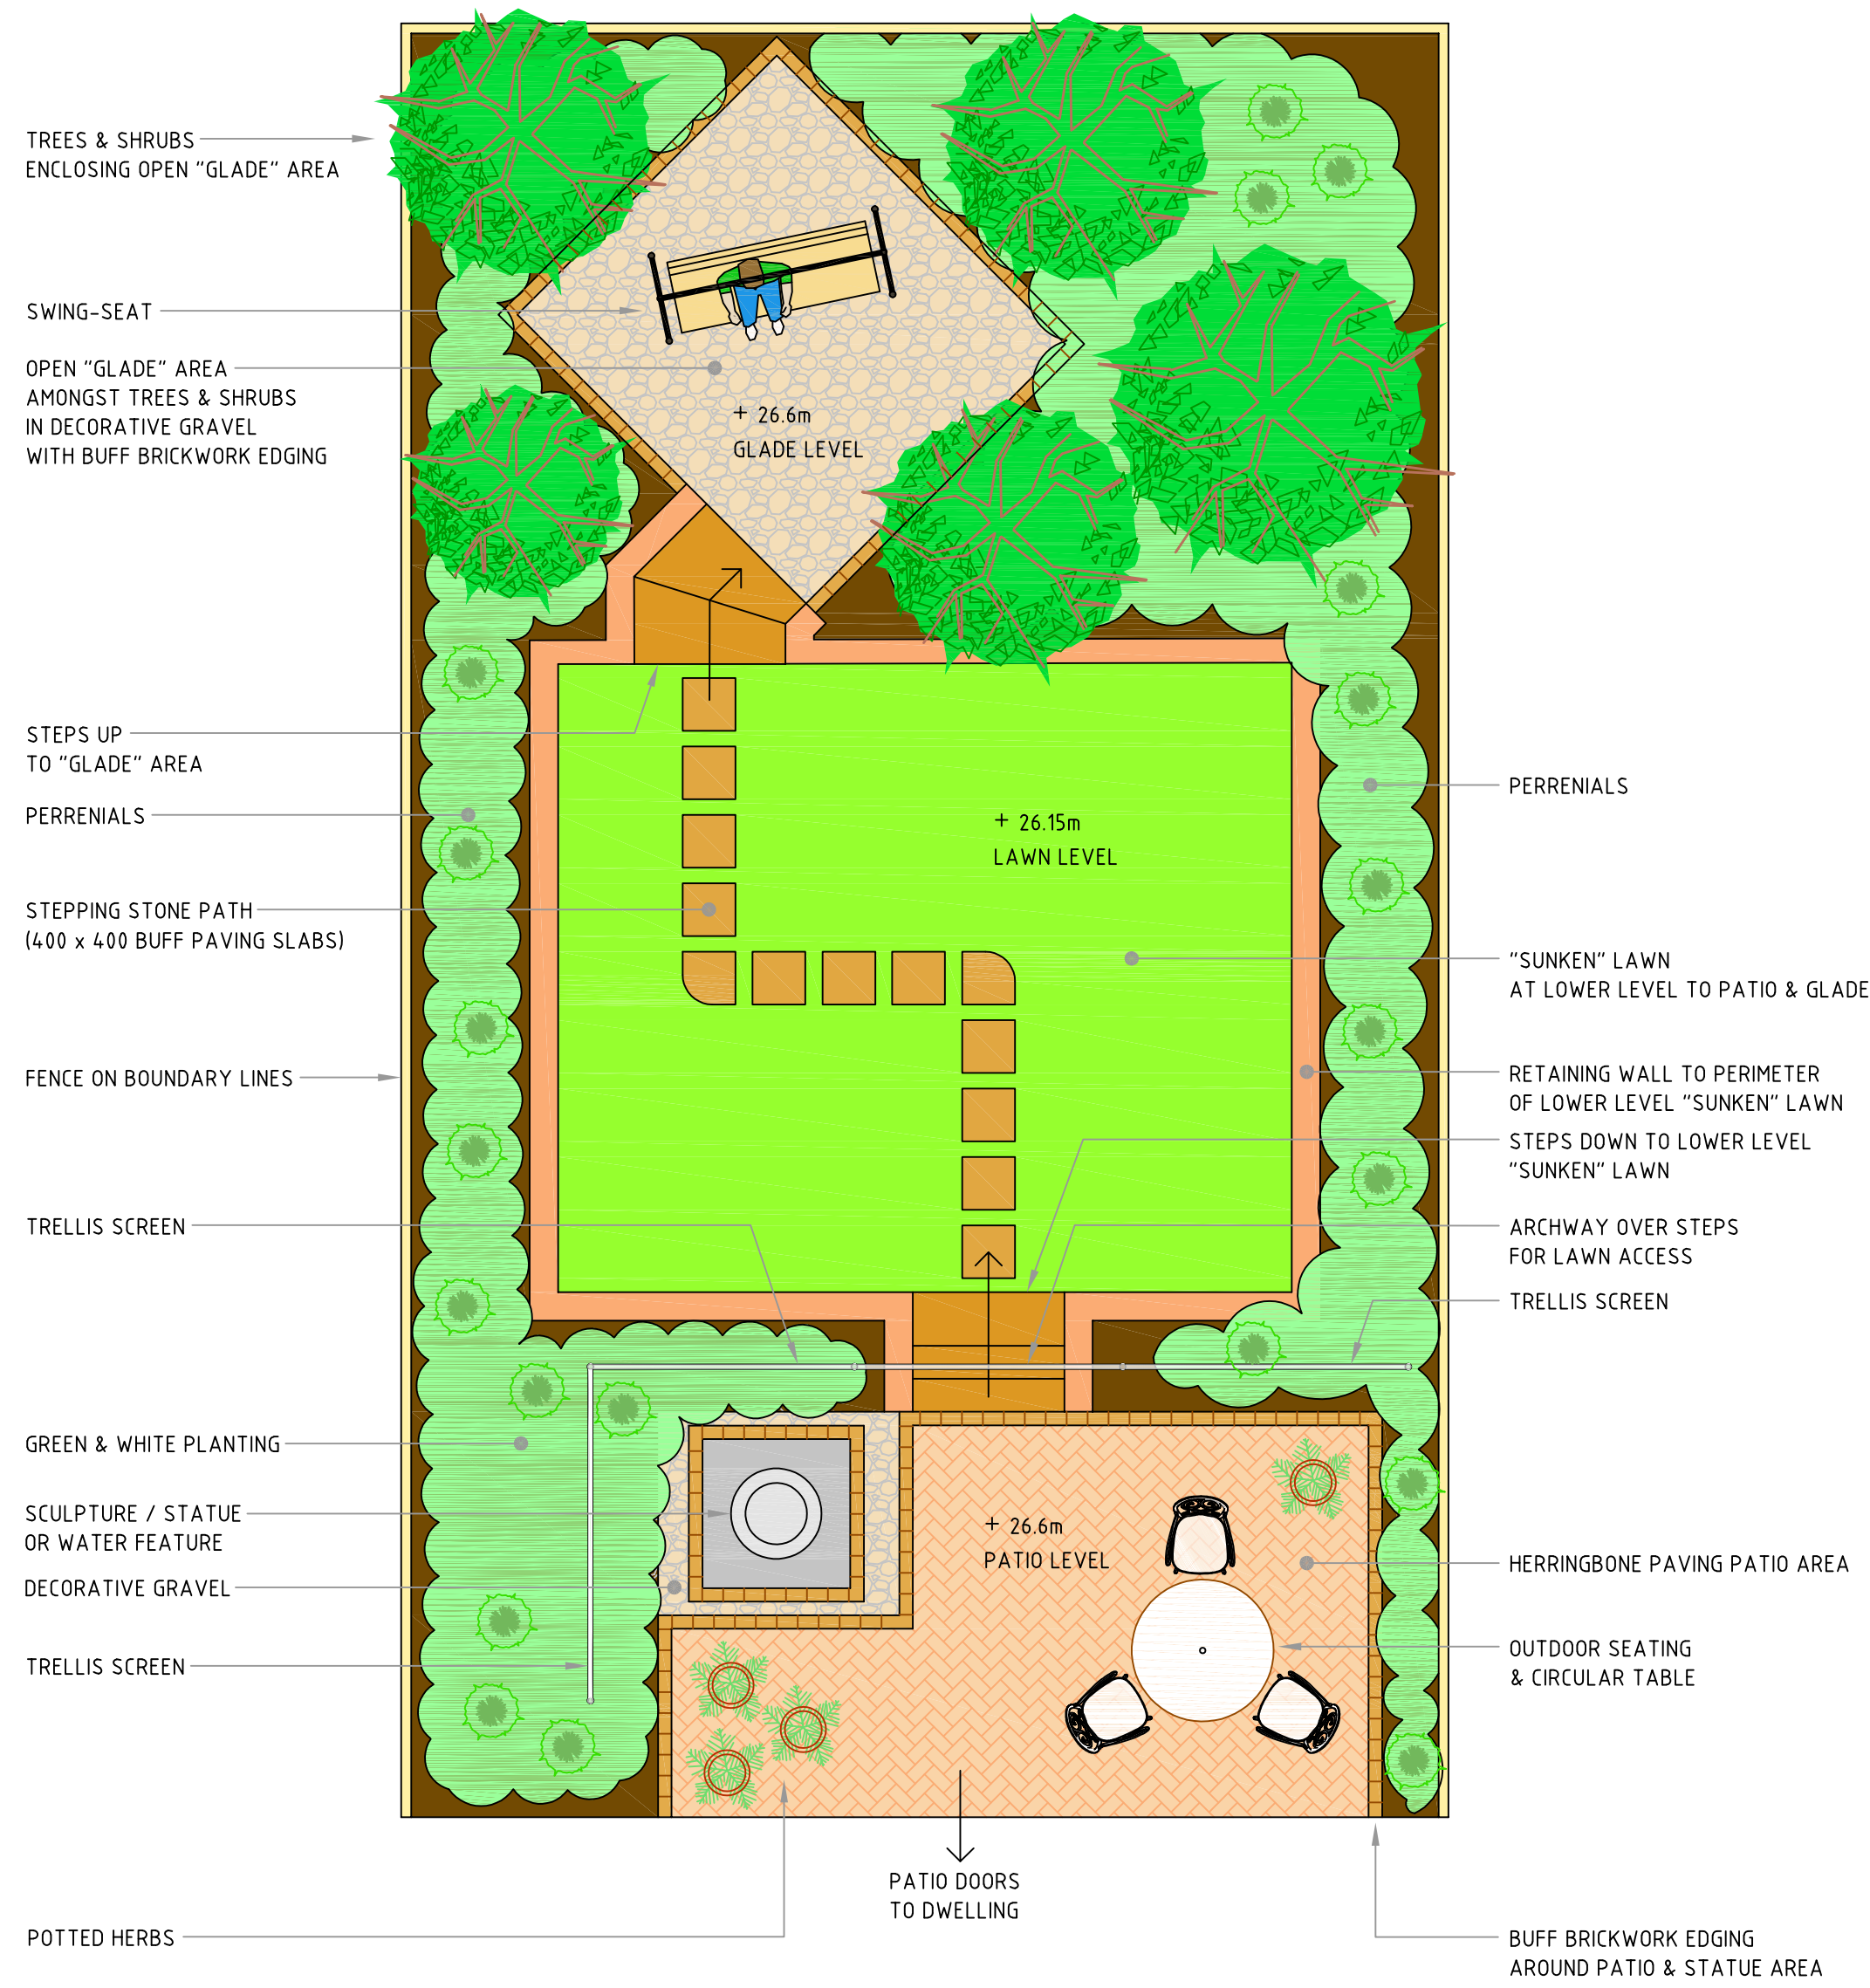 TREES & SHRUBS
ENCLOSING OPEN "GLADE" AREA
SWING-SEAT
OPEN "GLADE" AREA
AMONGST TREES & SHRUBS
IN DECORATIVE GRAVEL
WITH BUFF BRICKWORK EDGING
+ 26.6m
GLADE LEVEL
STEPS UP
TO "GLADE" AREA
PERRENIALS
STEPPING STONE PATH
(400 x 400 BUFF PAVING SLABS)
FENCE ON BOUNDARY LINES
TRELLIS SCREEN
GREEN & WHITE PLANTING
SCULPTURE / STATUE
OR WATER FEATURE
DECORATIVE GRAVEL
TRELLIS SCREEN
POTTED HERBS
+ 26.15m
LAWN LEVEL
+ 26.6m
PATIO LEVEL
PATIO DOORS
TO DWELLING
PERRENIALS
"SUNKEN" LAWN
AT LOWER LEVEL TO PATIO & GLADE
RETAINING WALL TO PERIMETER
OF LOWER LEVEL "SUNKEN" LAWN
STEPS DOWN TO LOWER LEVEL
"SUNKEN" LAWN
ARCHWAY OVER STEPS
FOR LAWN ACCESS
TRELLIS SCREEN
HERRINGBONE PAVING PATIO AREA
OUTDOOR SEATING
& CIRCULAR TABLE
BUFF BRICKWORK EDGING
AROUND PATIO & STATUE AREA